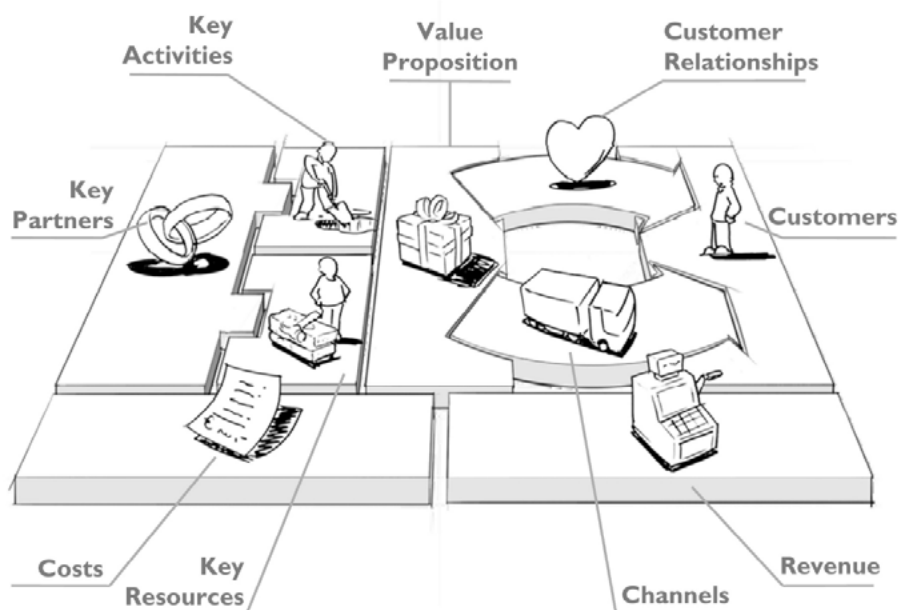 Key
Activities
Value
Proposition
Customer
Relationships
Key
Partners
Customers
Costs
Key
Resources
Channels
Revenue